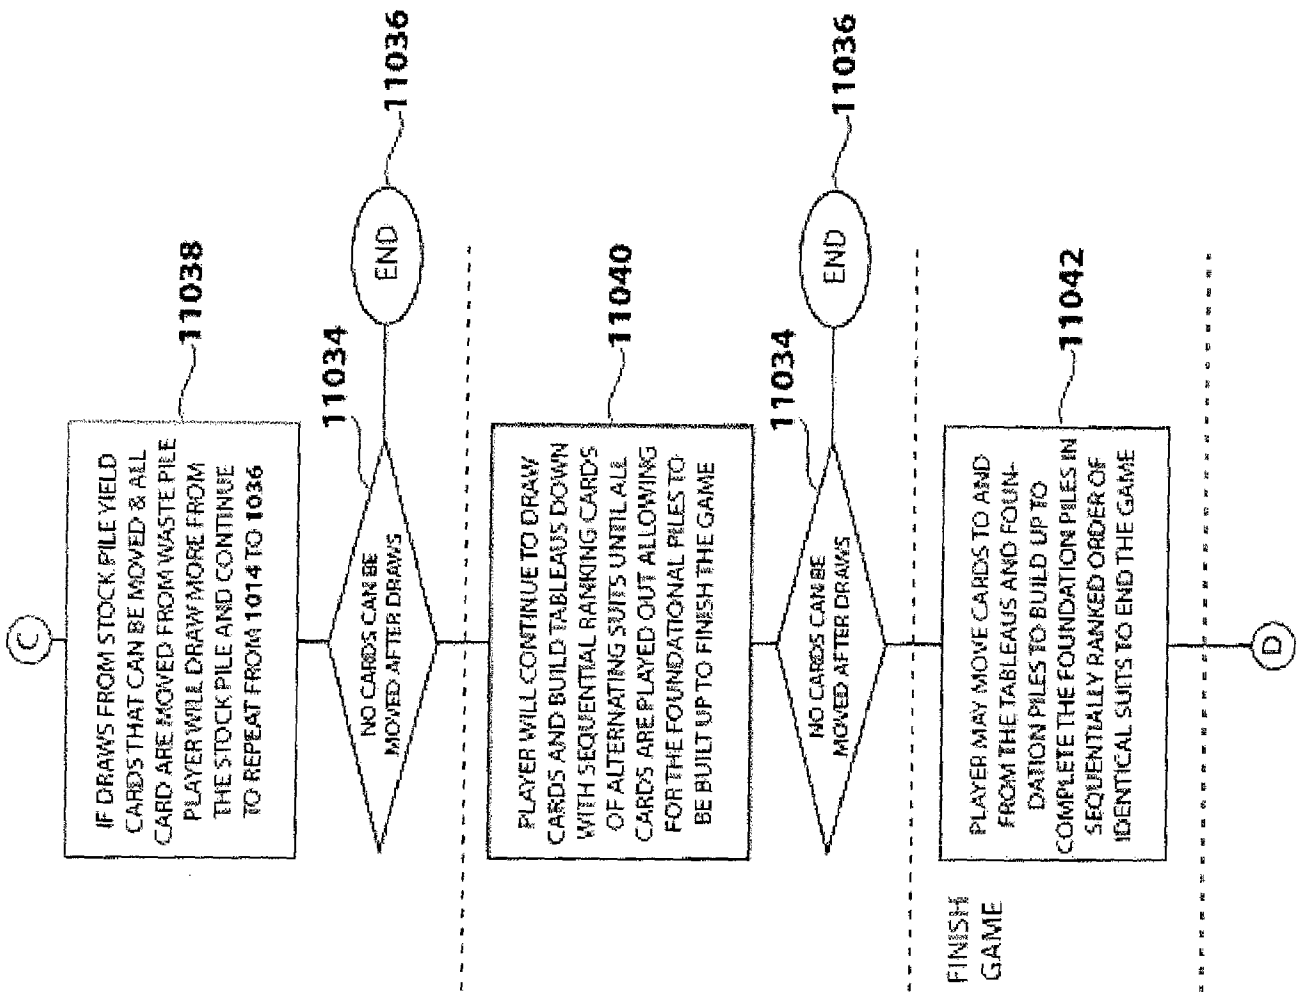 C
IF DRAWS FROM STOCK PILE YIELD
CARDS THAT CAN BE MOVED & ALL
CARD ARE MOVED FROM WASTE PILE
PLAYER WILL DRAW MORE FROM
THE STOCK PILE AND CONTINUE
TO REPEAT FROM 1014 TO 1036
11038
NO CARDS CAN BE
MOVED AFTER DRAWS
11034
END
11036
PLAYER WILL CONTINUE TO DRAW
CARDS AND BUILD TABLEAUS DOWN
WITH SEQUENTIAL RANKING CARDS
OF ALTERNATING SUITS UNTIL ALL
CARDS ARE PLAYED OUT ALLOWING
FOR THE FOUNDATIONAL PILES TO
BE BUILT UP TO FINISH THE GAME
11040
NO CARDS CAN BE
MOVED AFTER DRAWS
11034
END
11036
FINISH
GAME
PLAYER MAY MOVE CARDS TO AND
FROM THE TABLEAUS AND FOUN-
DATION PILES TO BUILD UP TO
COMPLETE THE FOUNDATION PILES IN
SEQUENTIALLY RANKED ORDER OF
IDENTICAL SUITS TO END THE GAME
11042
D